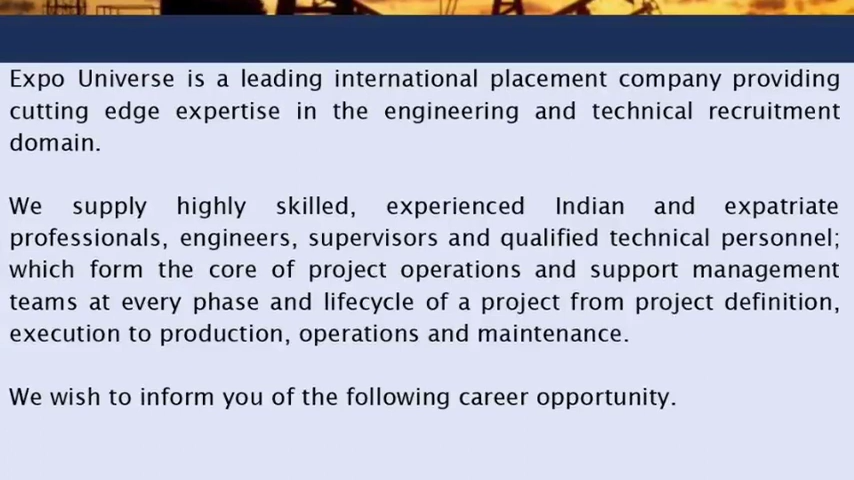 Expo Universe is a leading international placement company providing
cutting edge expertise in the engineering and technical recruitment
domain.
We supply highly skilled, experienced Indian and expatriate
professionals, engineers, supervisors and qualified technical personnel;
which form the core of project operations and support management
teams at every phase and lifecycle of a project from project definition,
execution to production, operations and maintenance.
We wish to inform you of the following career opportunity.